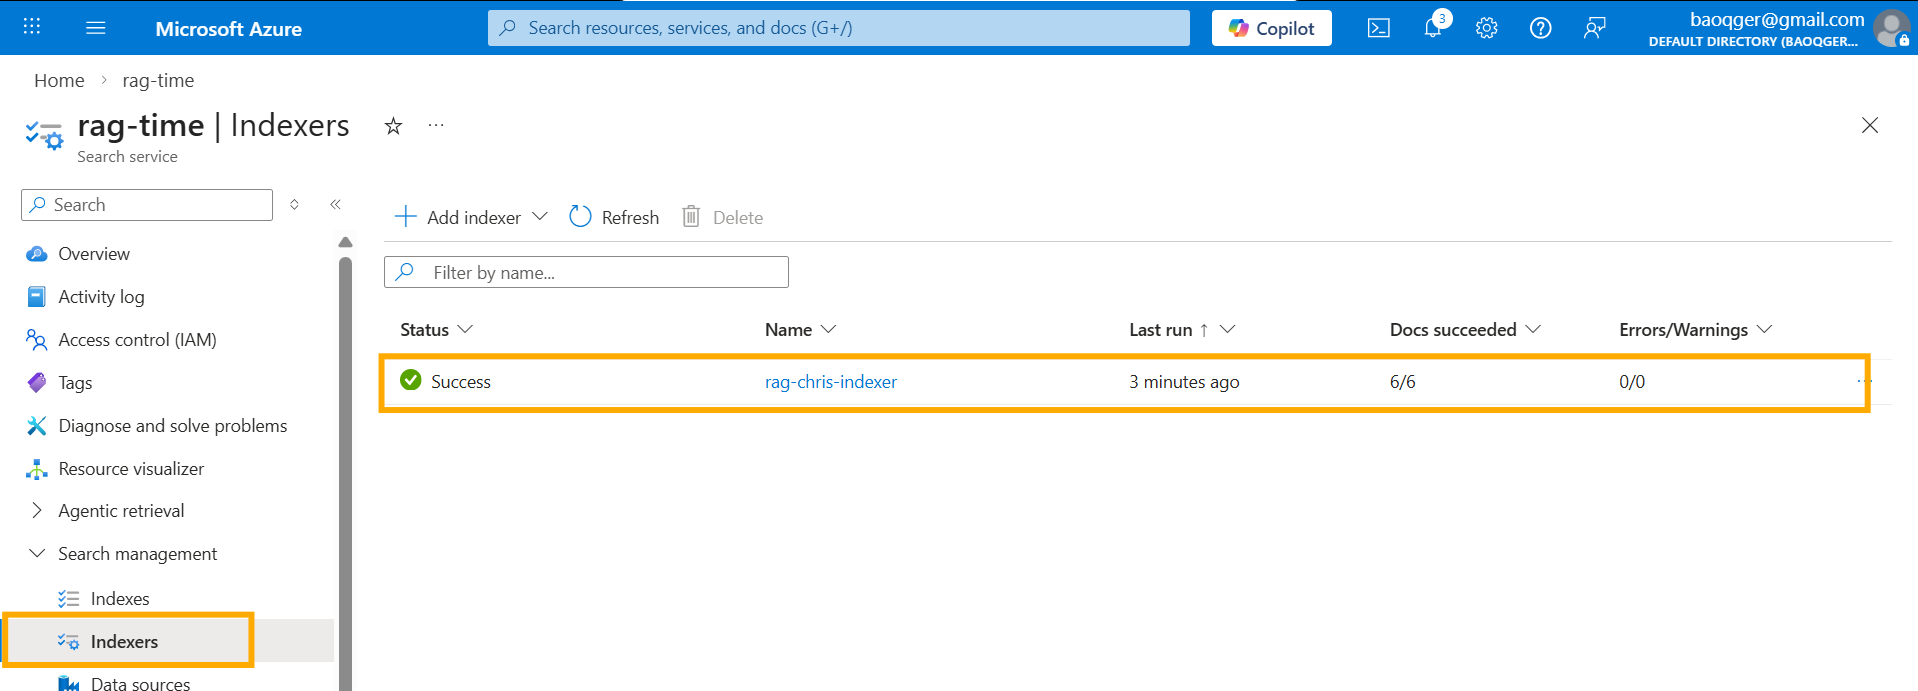 Microsoft Azure
Search resources, services, and docs (G+/)
Copilot
3
baoqger@gmail.com
DEFAULT DIRECTORY (BAOQGER...
Home > rag-time
rag-time | Indexers
Search service
Search
Overview
Activity log
Access control (IAM)
Tags
Diagnose and solve problems
Resource visualizer
Agentic retrieval
Search management
Indexes
Indexers
Data sources
Add indexer Refresh Delete
Filter by name...
Status Name Last run ↑ Docs succeeded Errors/Warnings
Success rag-chris-indexer 3 minutes ago 6/6 0/0